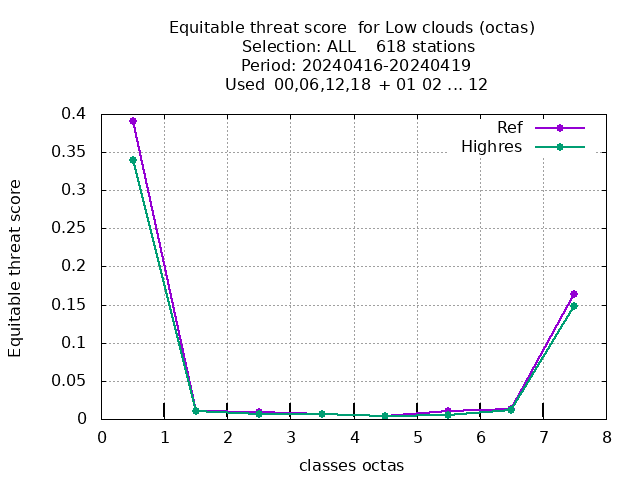 Equitable threat score  for Low clouds (octas)
Selection: ALL    618 stations
Period: 20240416-20240419
Used  00,06,12,18 + 01 02 ... 12
Ref
Highres
Equitable threat score
0.4
0.35
0.3
0.25
0.2
0.15
0.1
0.05
0
0 1 2 3 4 5 6 7 8
classes octas